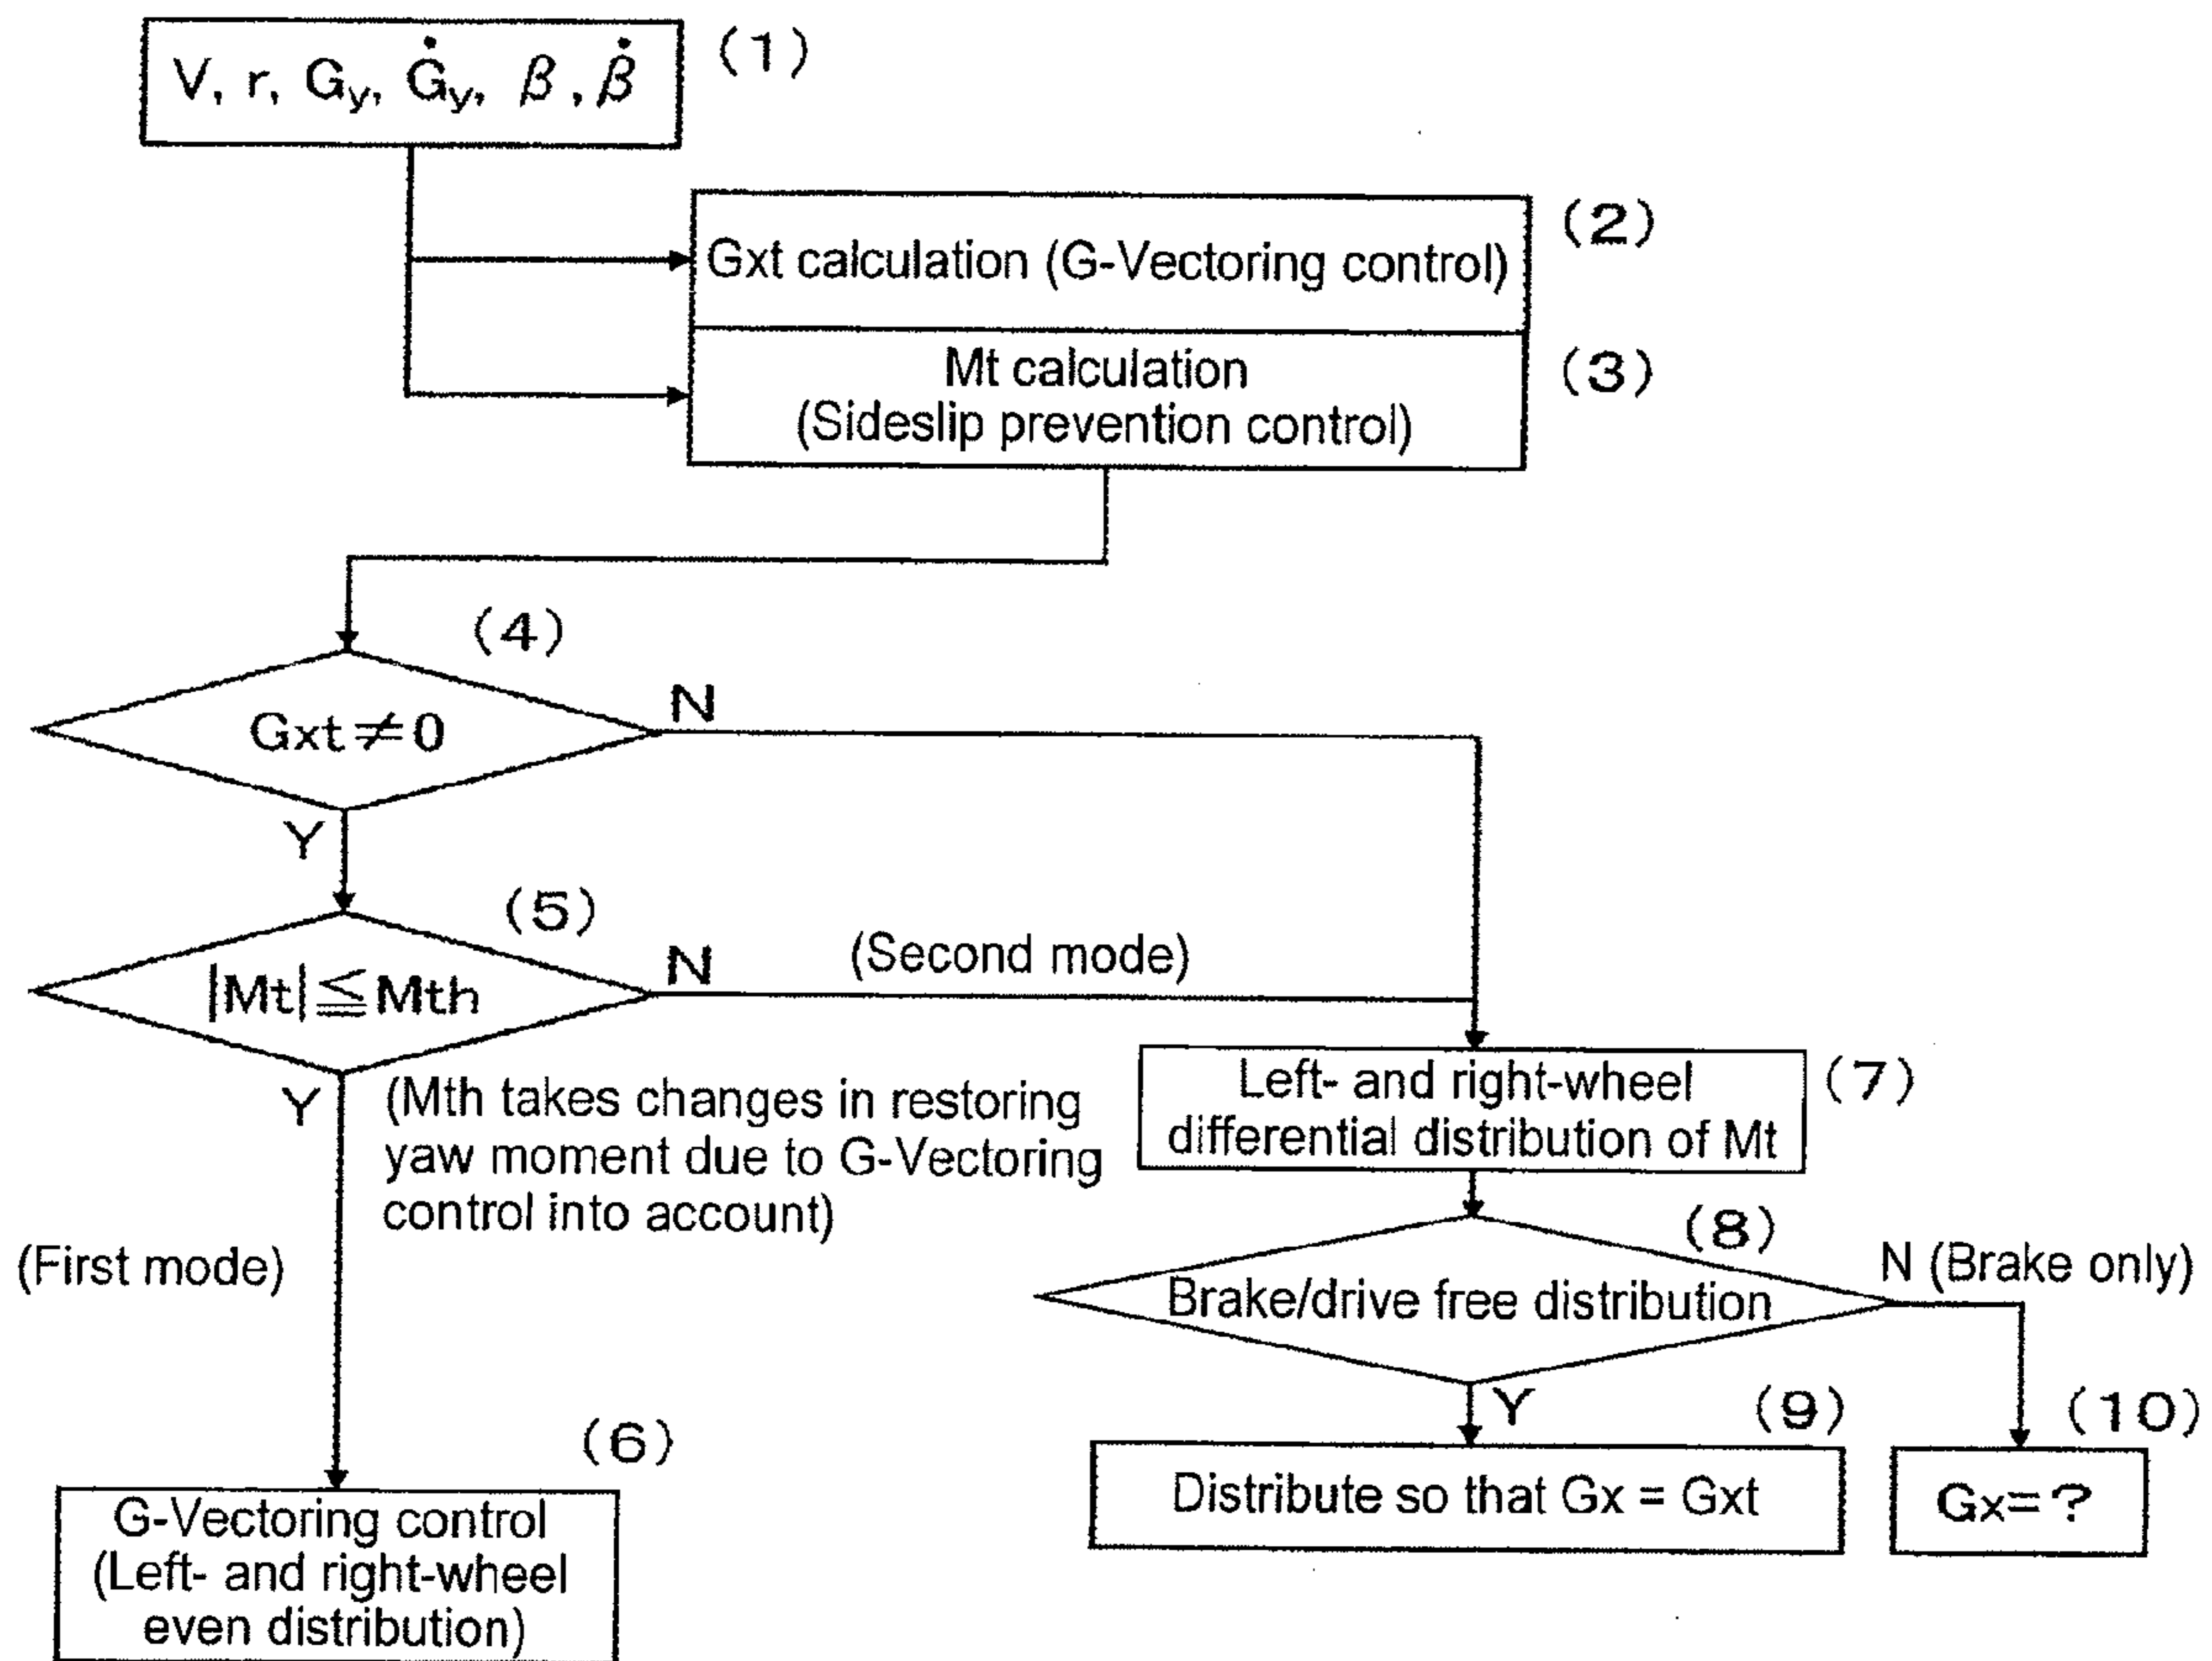 V, r, Gy, Ġy, β, β̇
(1)
Gxt calculation (G-Vectoring control)
(2)
Mt calculation
(Sideslip prevention control)
(3)
(4)
Gxt≠0
N
Y
(5)
|Mt|≦Mth
N
(Second mode)
Y
(Mth takes changes in restoring
yaw moment due to G-Vectoring
control into account)
(First mode)
(6)
G-Vectoring control
(Left- and right-wheel
even distribution)
Left- and right-wheel
differential distribution of Mt
(7)
(8)
Brake/drive free distribution
N (Brake only)
Y
(9)
Distribute so that Gx = Gxt
(10)
Gx=?